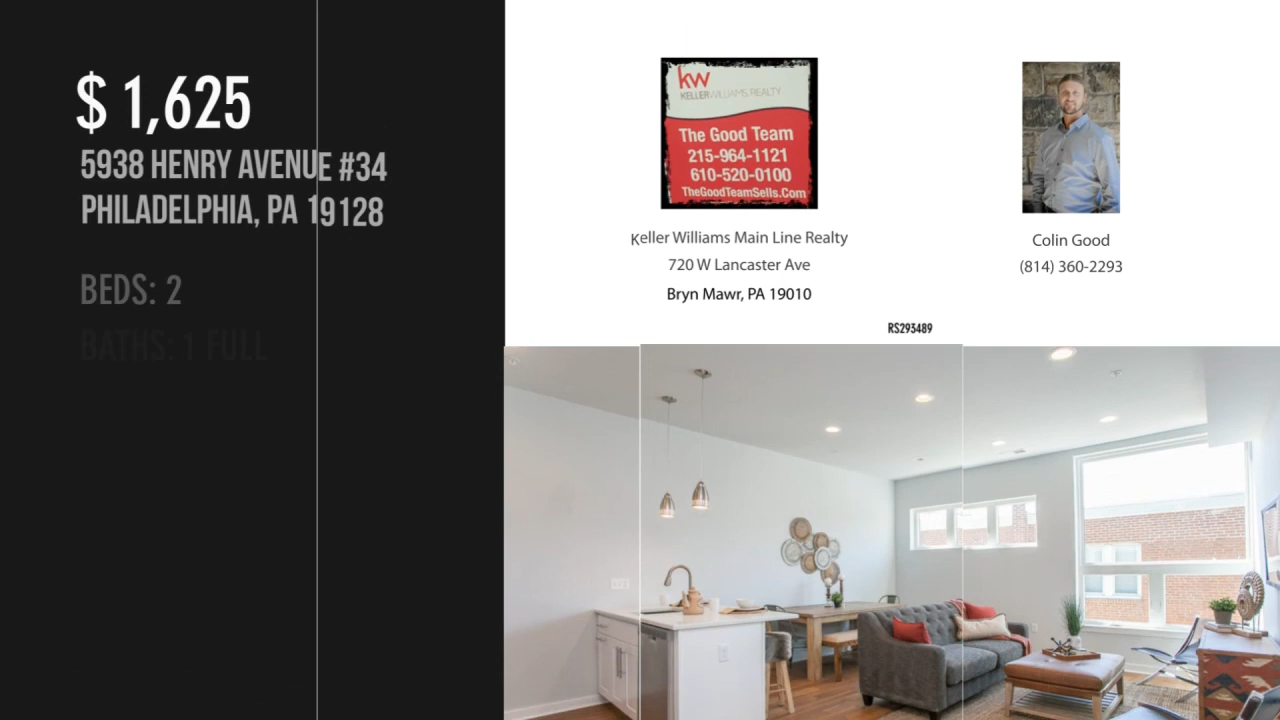 $ 1,625
5938 HENRY AVENUE #34
PHILADELPHIA, PA 19128
BEDS: 2
BATHS: 1 FULL
kw
KELLERWILLIAMS REALTY
The Good Team
215-964-1121
610-520-0100
TheGoodTeamSells.Com
Keller Williams Main Line Realty
720 W Lancaster Ave
Bryn Mawr, PA 19010
Colin Good
(814) 360-2293
RS293489